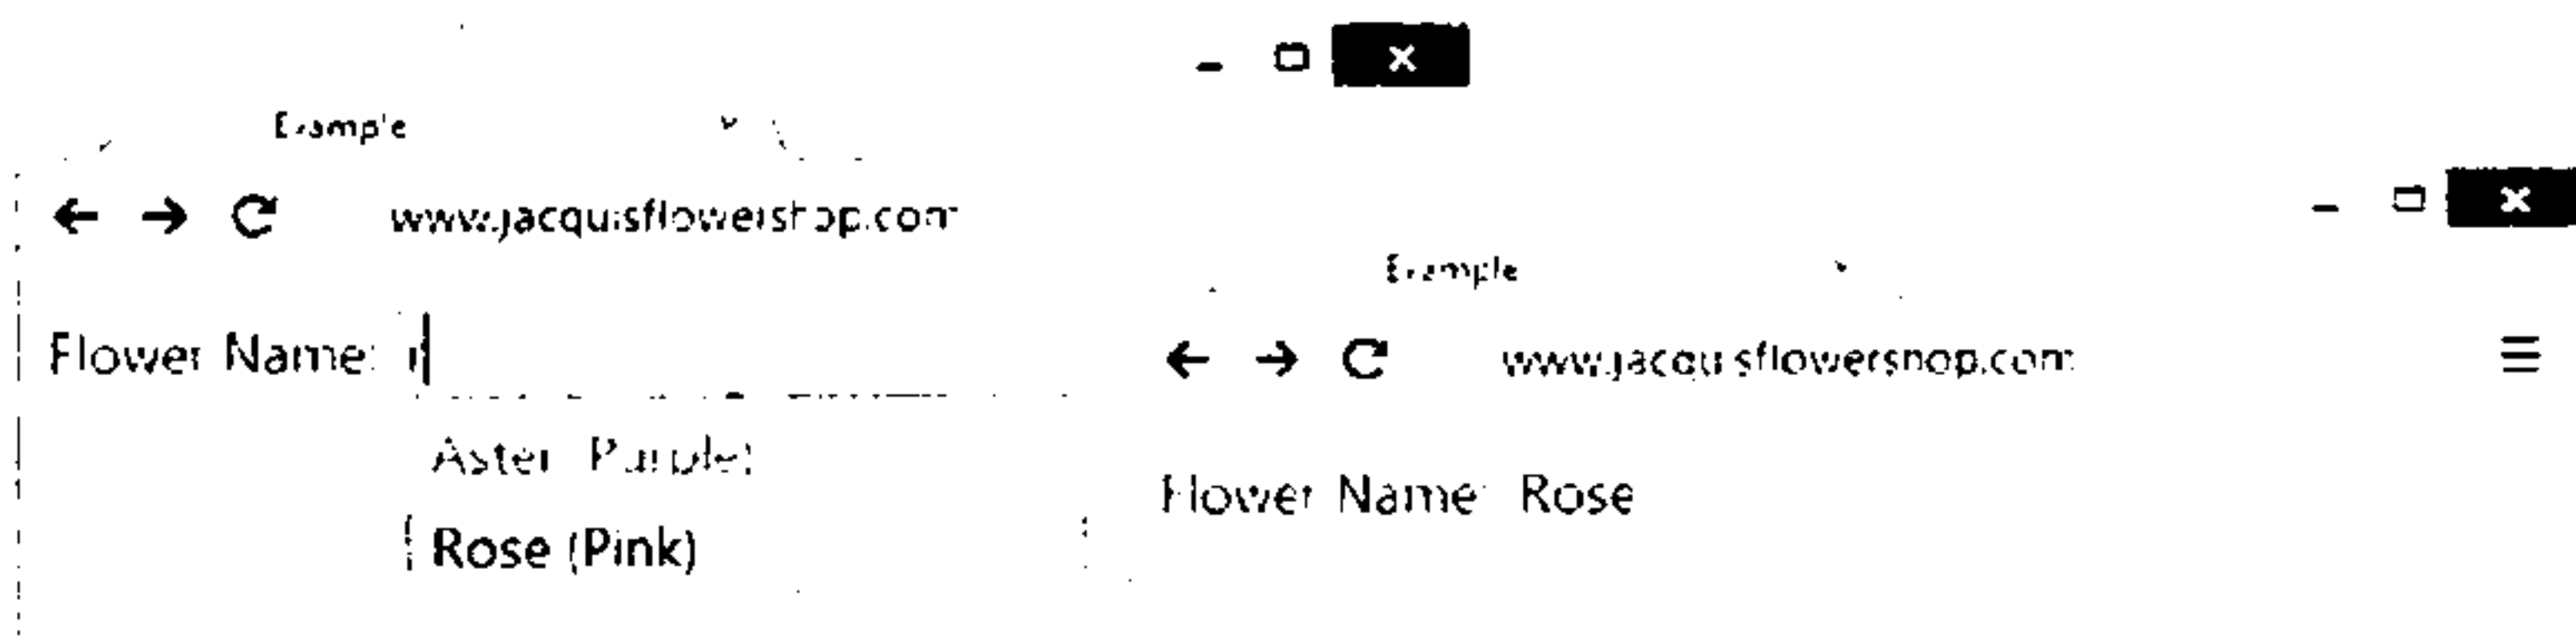 Example
www.jacquisflowershop.com
Flower Name: r
Aster (Purple)
Rose (Pink)
Example
www.jacquisflowershop.com
Flower Name: Rose